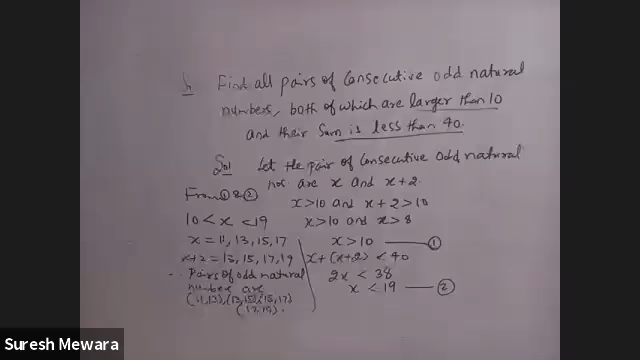 Find all pairs of Consecutive odd natural
numbers, both of which are larger than 10
and their Sum is less than 40.
Sol Let the pair of Consecutive odd natural
nos are x and x+2
x>10 and x+2>10
x>10 and x>8
x>10 — ①
x+(x+2) < 40
2x < 38
x < 19 — ②
From ① & ②
10 < x < 19
x = 11, 13, 15, 17
x+2 = 13, 15, 17, 19
∴ Pairs of odd natural
numbers are
(11,13), (13,15), (15,17)
(17,19).
Suresh Mewara